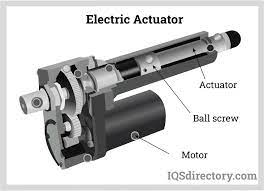 Electric Actuator
Actuator
Ball screw
Motor
IQSdirectory.com